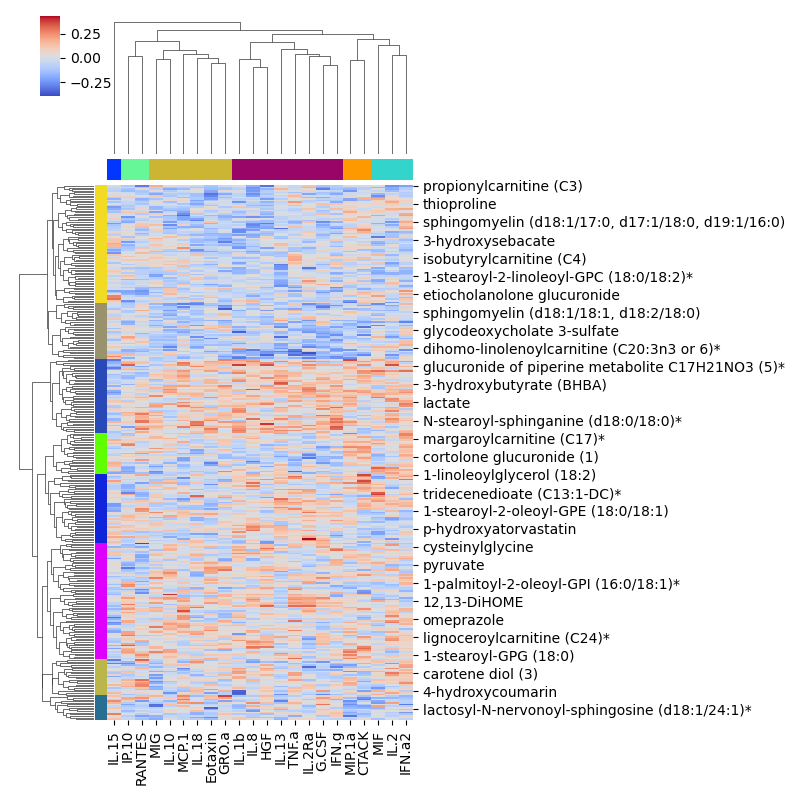 0.25
0.00
−0.25
propionylcarnitine (C3)
thioproline
sphingomyelin (d18:1/17:0, d17:1/18:0, d19:1/16:0)
3-hydroxysebacate
isobutyrylcarnitine (C4)
1-stearoyl-2-linoleoyl-GPC (18:0/18:2)*
etiocholanolone glucuronide
sphingomyelin (d18:1/18:1, d18:2/18:0)
glycodeoxycholate 3-sulfate
dihomo-linolenoylcarnitine (C20:3n3 or 6)*
glucuronide of piperine metabolite C17H21NO3 (5)*
3-hydroxybutyrate (BHBA)
lactate
N-stearoyl-sphinganine (d18:0/18:0)*
margaroylcarnitine (C17)*
cortolone glucuronide (1)
1-linoleoylglycerol (18:2)
tridecenedioate (C13:1-DC)*
1-stearoyl-2-oleoyl-GPE (18:0/18:1)
p-hydroxyatorvastatin
cysteinylglycine
pyruvate
1-palmitoyl-2-oleoyl-GPI (16:0/18:1)*
12,13-DiHOME
omeprazole
lignoceroylcarnitine (C24)*
1-stearoyl-GPG (18:0)
carotene diol (3)
4-hydroxycoumarin
lactosyl-N-nervonoyl-sphingosine (d18:1/24:1)*
IL.15
IP.10
RANTES
MIG
IL.10
MCP.1
IL.18
Eotaxin
GRO.a
IL.1b
IL.8
HGF
IL.13
TNF.a
IL.2Ra
G.CSF
IFN.g
MIP.1a
CTACK
MIF
IL.2
IFN.a2